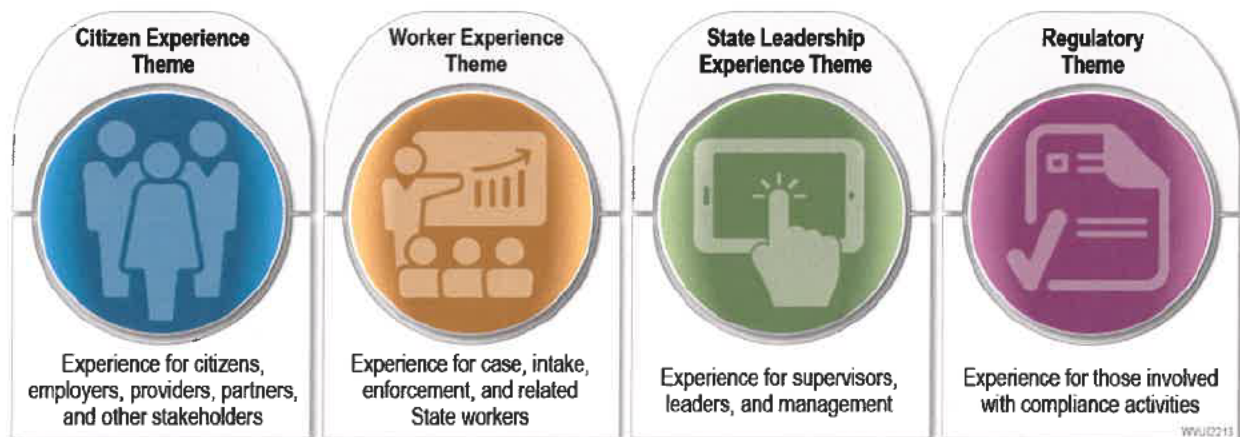 Citizen Experience
Theme
Worker Experience
Theme
State Leadership
Experience Theme
Regulatory
Theme
Experience for citizens,
employers, providers, partners,
and other stakeholders
Experience for case, intake,
enforcement, and related
State workers
Experience for supervisors,
leaders, and management
Experience for those involved
with compliance activities